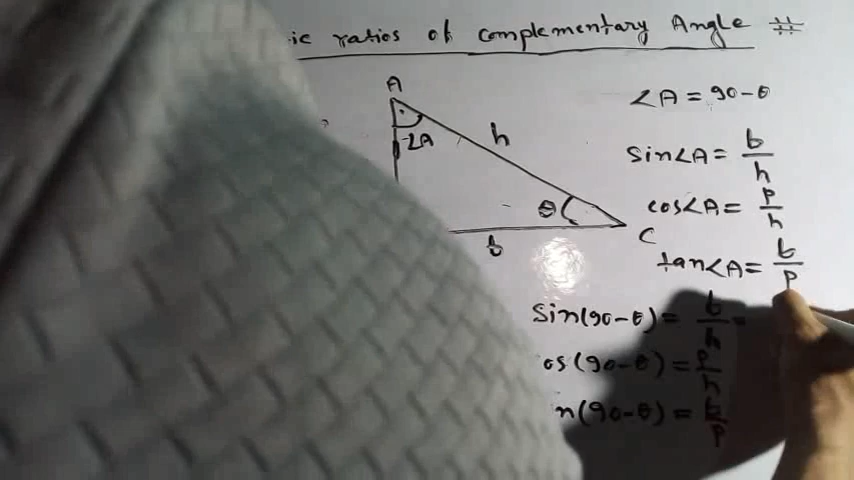 ic ratios of complementary Angle #
A
∠A
h
θ
b
C
∠A = 90-θ
sin∠A = b/h
cos∠A = p/h
tan∠A = b/p
sin(90-θ) = b/h =
os(90-θ) = p/h
n(90-θ) = b/p